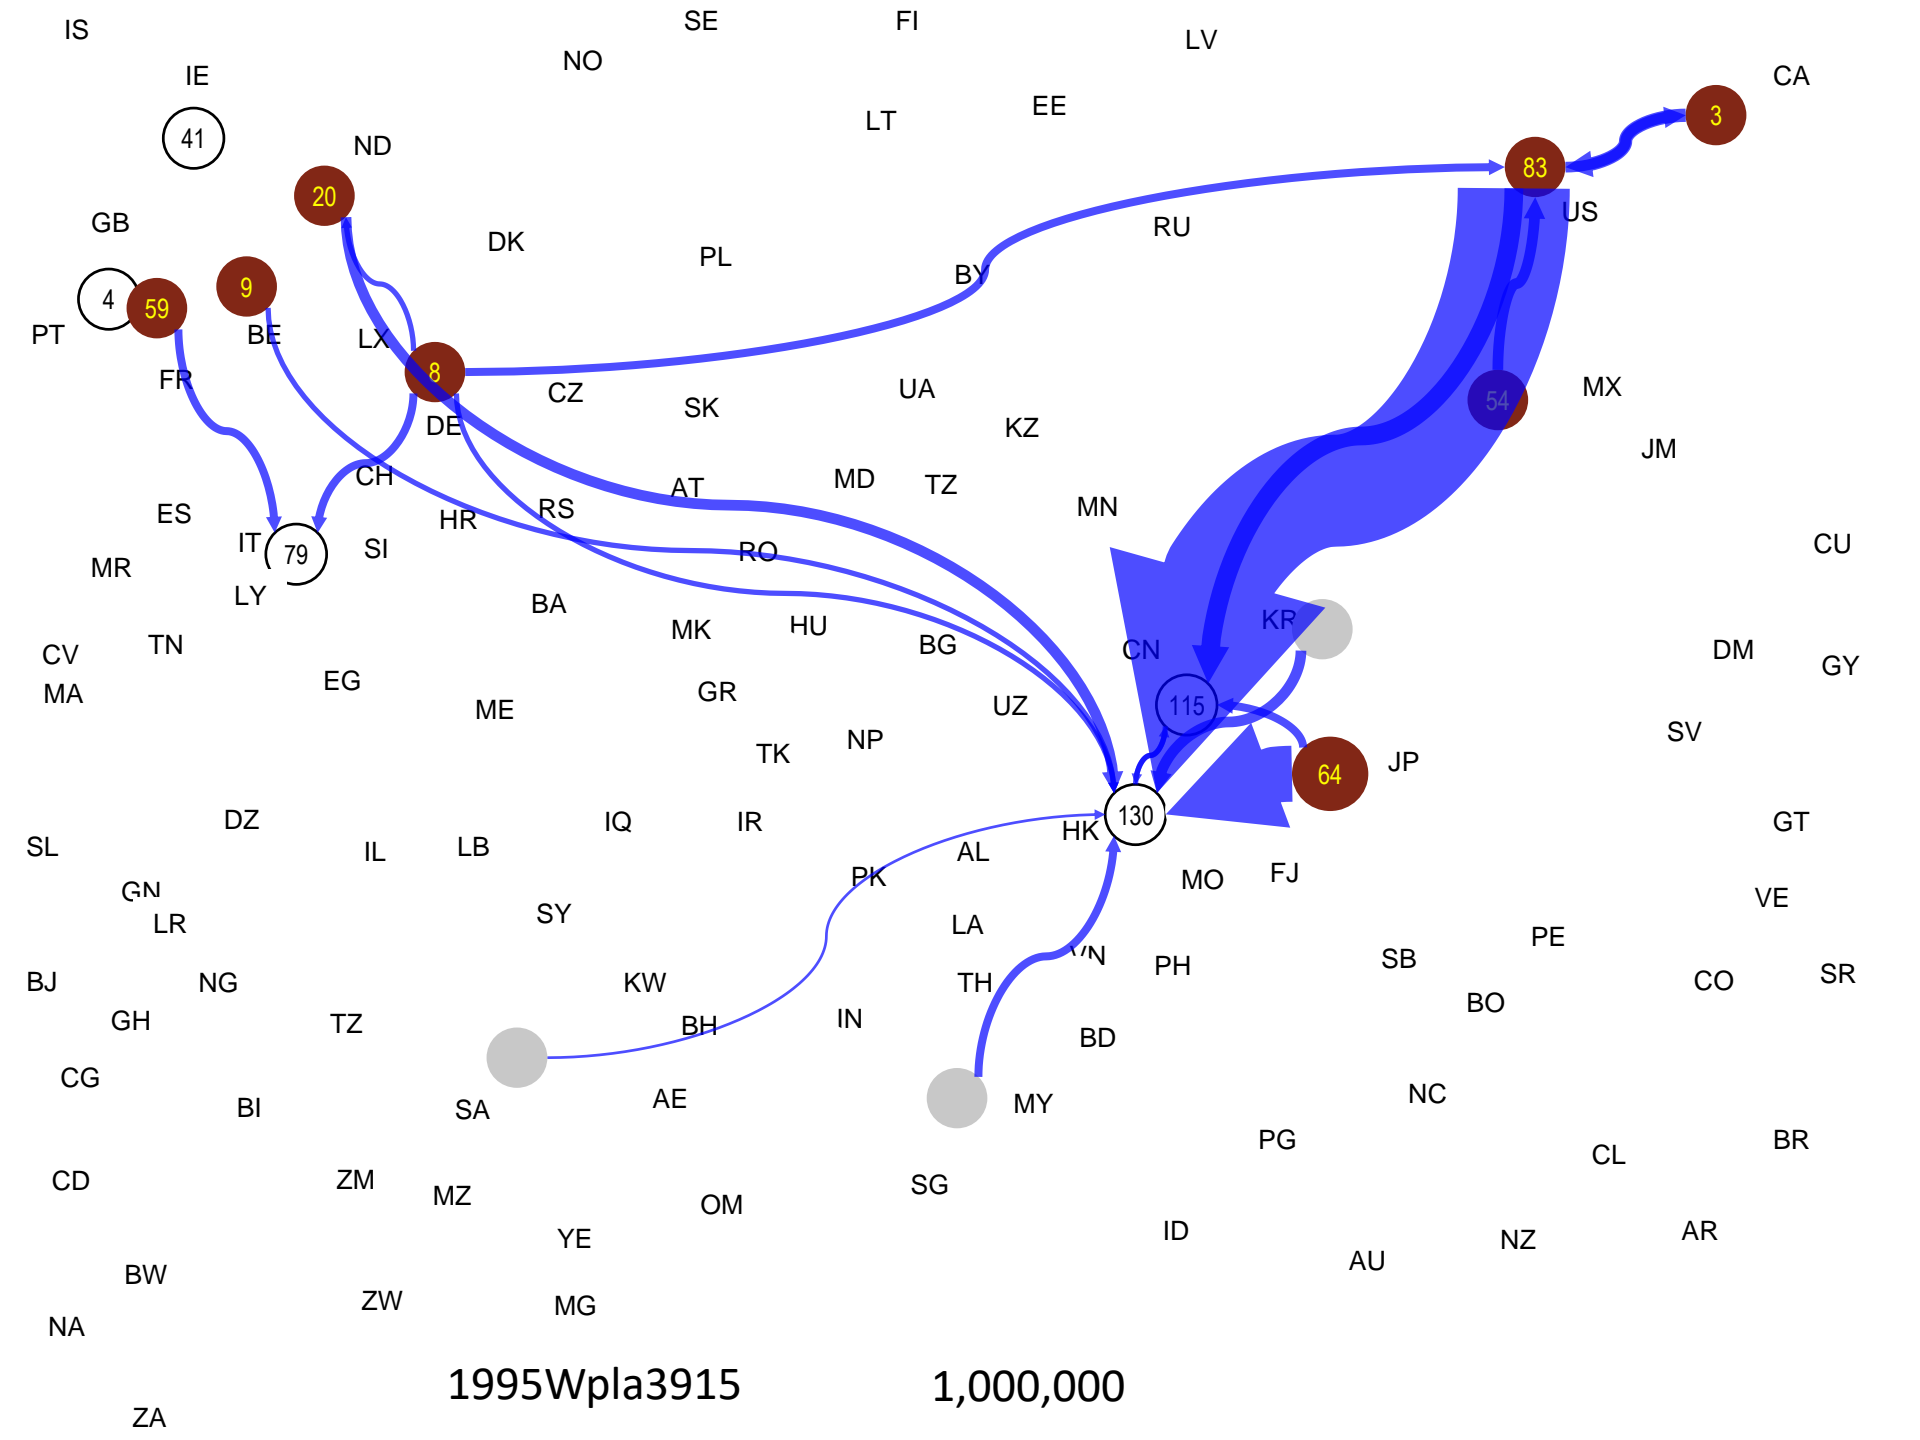 IS
SE
FI
LV
NO
IE
CA
EE
3
LT
41
ND
83
20
US
GB
RU
DK
PL
BY
9
4
59
PT
BE
LX
8
FR
MX
UA
CZ
54
SK
DE
KZ
JM
CH
MD
TZ
AT
MN
RS
ES
HR
IT
79
SI
RO
CU
MR
LY
BA
KR
HU
MK
TN
BG
CN
DM
CV
GY
EG
GR
MA
115
UZ
ME
SV
NP
TK
JP
64
130
DZ
IQ
IR
HK
GT
SL
LB
IL
AL
FJ
PK
MO
GN
VE
SY
LR
LA
PE
VN
SB
PH
SR
CO
BJ
NG
KW
TH
BO
IN
GH
TZ
BH
BD
CG
NC
AE
MY
BI
SA
PG
BR
CL
CD
ZM
SG
MZ
OM
ID
AR
YE
NZ
AU
BW
ZW
MG
NA
1995Wpla3915
1,000,000
ZA